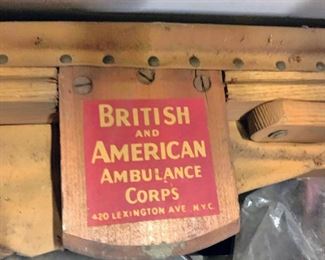 BRITISH
AND
AMERICAN
AMBULANCE
CORPS
420 LEXINGTON AVE N.Y.C.